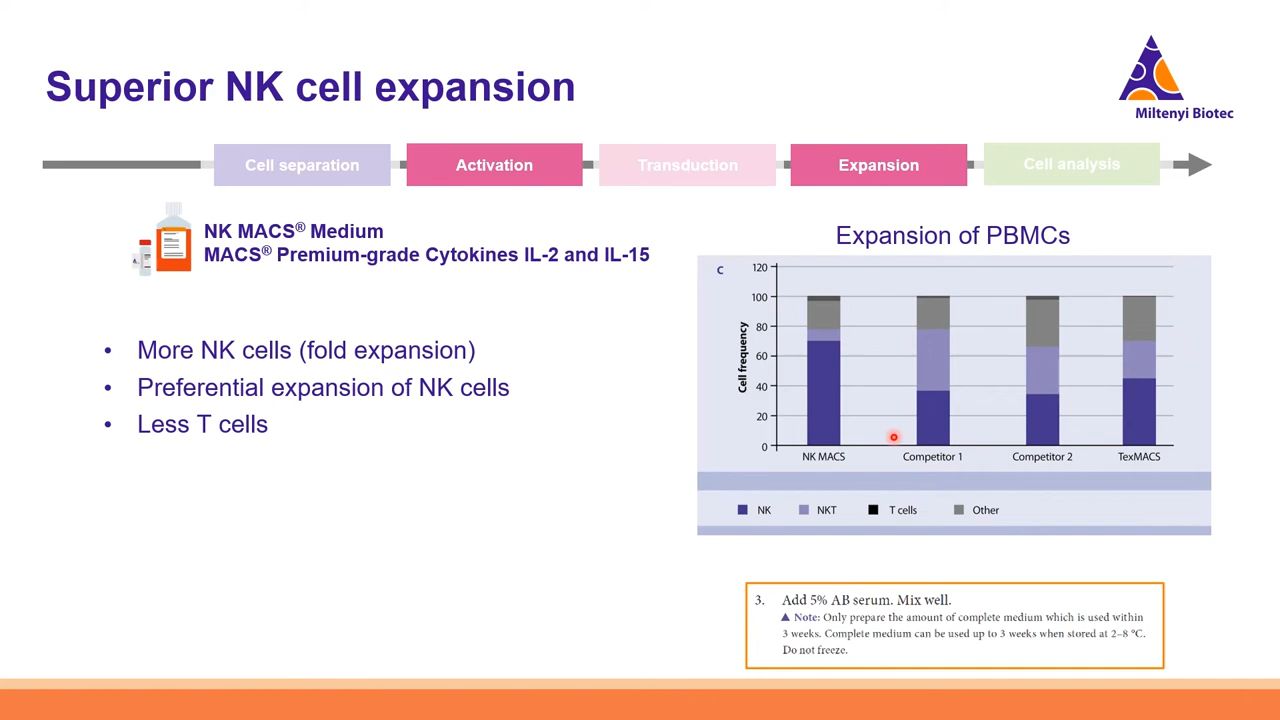 Superior NK cell expansion
Miltenyi Biotec
Cell separation
Activation
Transduction
Expansion
Cell analysis
NK MACS® Medium
MACS® Premium-grade Cytokines IL-2 and IL-15
• More NK cells (fold expansion)
• Preferential expansion of NK cells
• Less T cells
Expansion of PBMCs
C
Cell frequency
120
100
80
60
40
20
0
NK MACS
Competitor 1
Competitor 2
TexMACS
NK
NKT
T cells
Other
3. Add 5% AB serum. Mix well.
▲ Note: Only prepare the amount of complete medium which is used within
3 weeks. Complete medium can be used up to 3 weeks when stored at 2–8 °C.
Do not freeze.